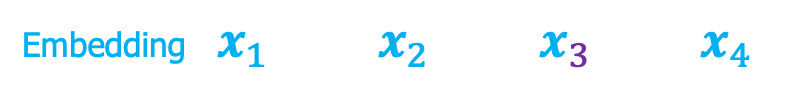 Embedding x₁ x₂ x₃ x₄